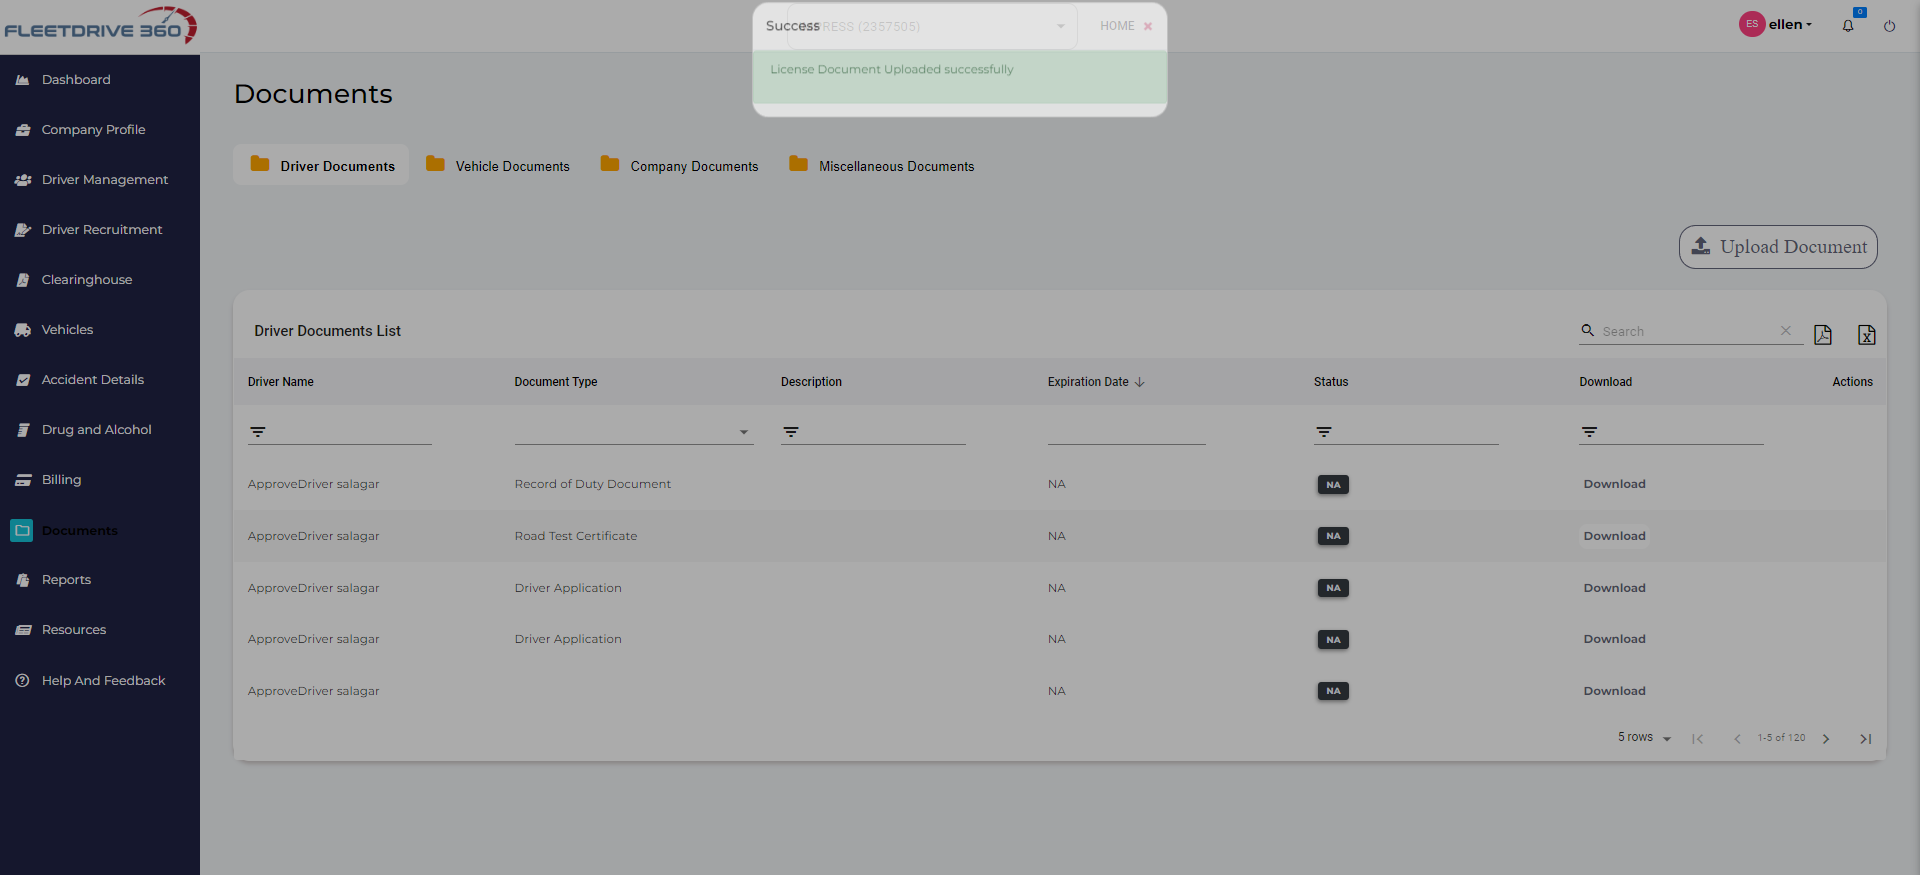 FLEETDRIVE 360
Success
PRESS (2357505)
HOME
ES
ellen
0
License Document Uploaded successfully
Dashboard
Company Profile
Driver Management
Driver Recruitment
Clearinghouse
Vehicles
Accident Details
Drug and Alcohol
Billing
Documents
Reports
Resources
Help And Feedback
Documents
Driver Documents
Vehicle Documents
Company Documents
Miscellaneous Documents
Upload Document
Driver Documents List
Search
Driver Name Document Type Description Expiration Date Status Download Actions
ApproveDriver salagar Record of Duty Document NA NA Download
ApproveDriver salagar Road Test Certificate NA NA Download
ApproveDriver salagar Driver Application NA NA Download
ApproveDriver salagar Driver Application NA NA Download
ApproveDriver salagar NA NA Download
5 rows 1-5 of 120